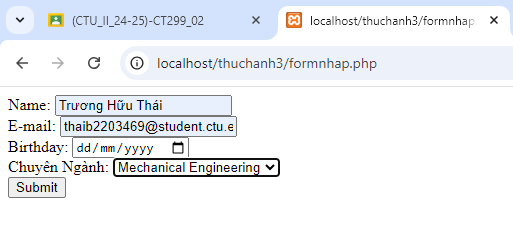 (CTU_II_24-25)-CT299_02
localhost/thuchanh3/formnhap
localhost/thuchanh3/formnhap.php
Name: Trương Hữu Thái
E-mail: thaib2203469@student.ctu.e
Birthday: dd/mm/yyyy
Chuyên Ngành: Mechanical Engineering
Submit